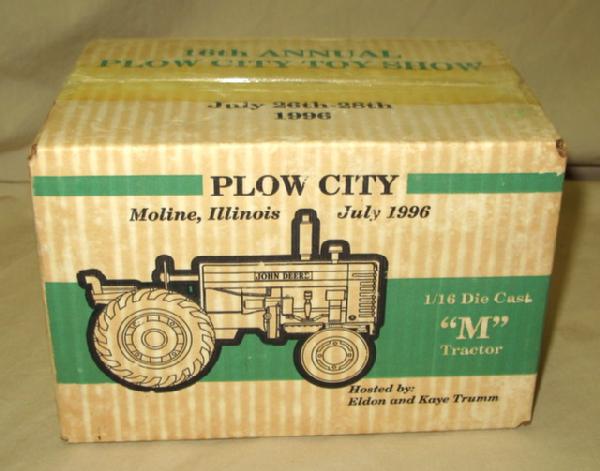 16th ANNUAL
PLOW CITY TOY SHOW
July 26th-28th
1996
PLOW CITY
Moline, Illinois July 1996
JOHN DEERE
1/16 Die Cast
"M"
Tractor
Hosted by:
Eldon and Kaye Trumm